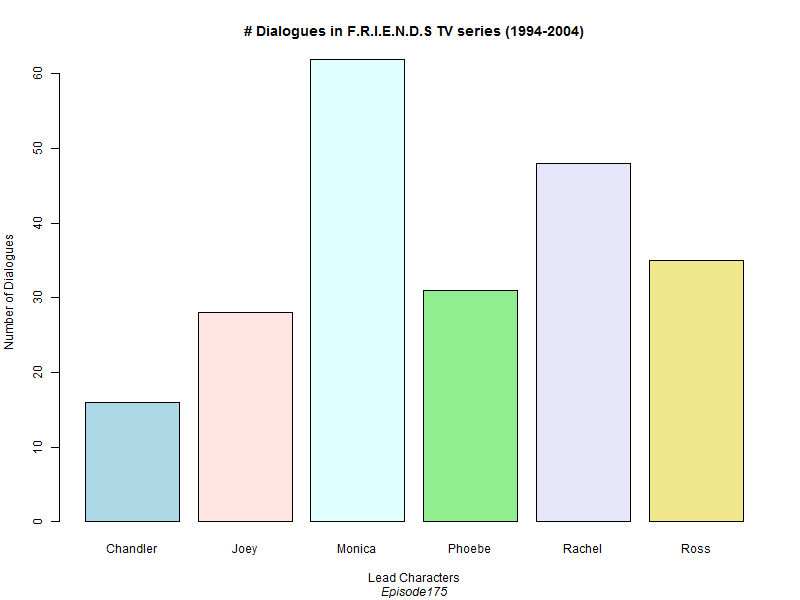 # Dialogues in F.R.I.E.N.D.S TV series (1994-2004)
Number of Dialogues
60
50
40
30
20
10
0
Chandler Joey Monica Phoebe Rachel Ross
Lead Characters
Episode175